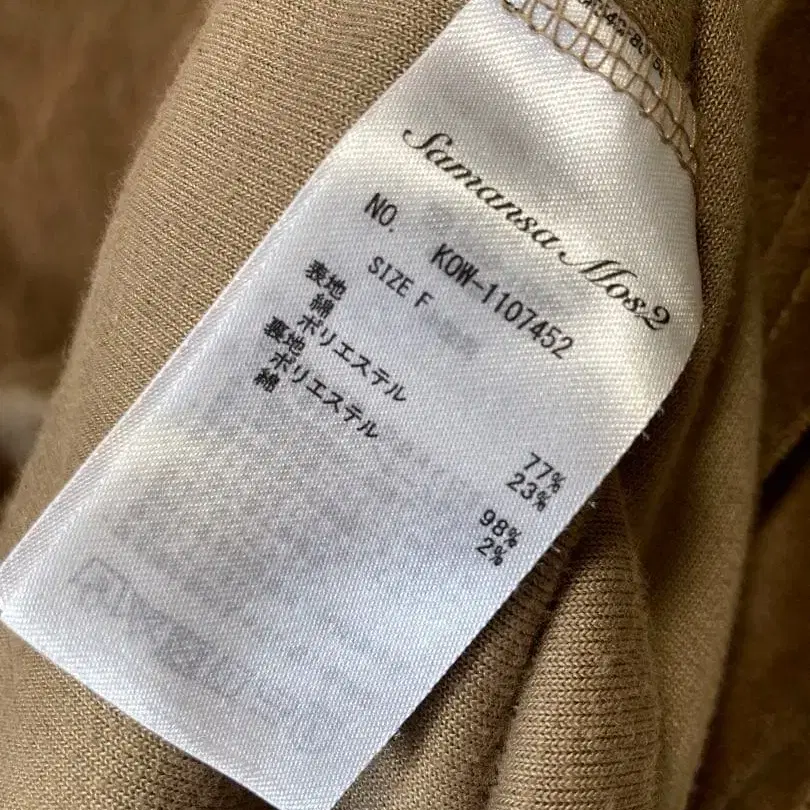 Samansa Mos2
NO. KOW-1107452
SIZE F
表地
綿 77%
ポリエステル 23%
裏地
ポリエステル 98%
綿 2%